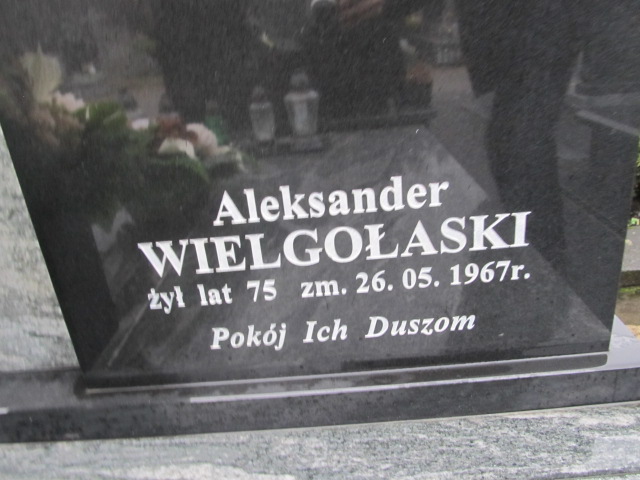 Aleksander
WIELGOŁASKI
żył lat 75 zm. 26. 05. 1967r.
Pokój Ich Duszom